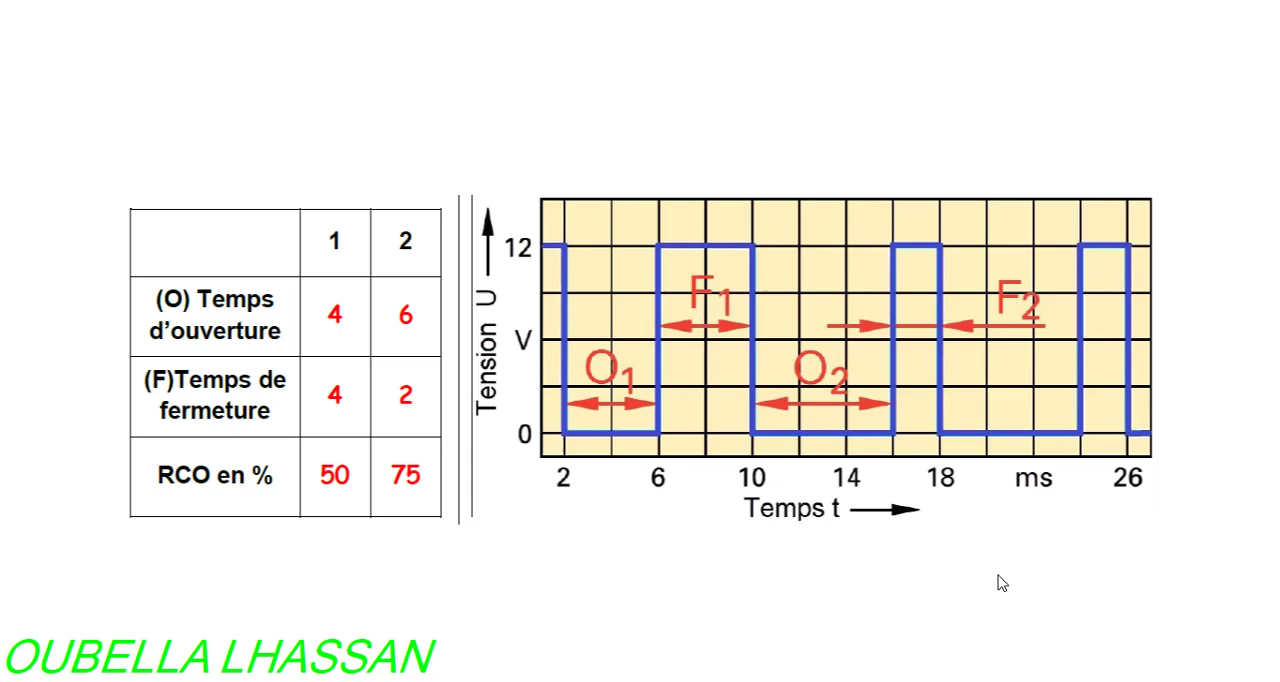 1 2
(O) Temps
d'ouverture
4 6
(F)Temps de
fermeture
4 2
RCO en % 50 75
Tension U
12
V
0
F1
F2
O1
O2
2 6 10 14 18 ms 26
Temps t
OUBELLA LHASSAN